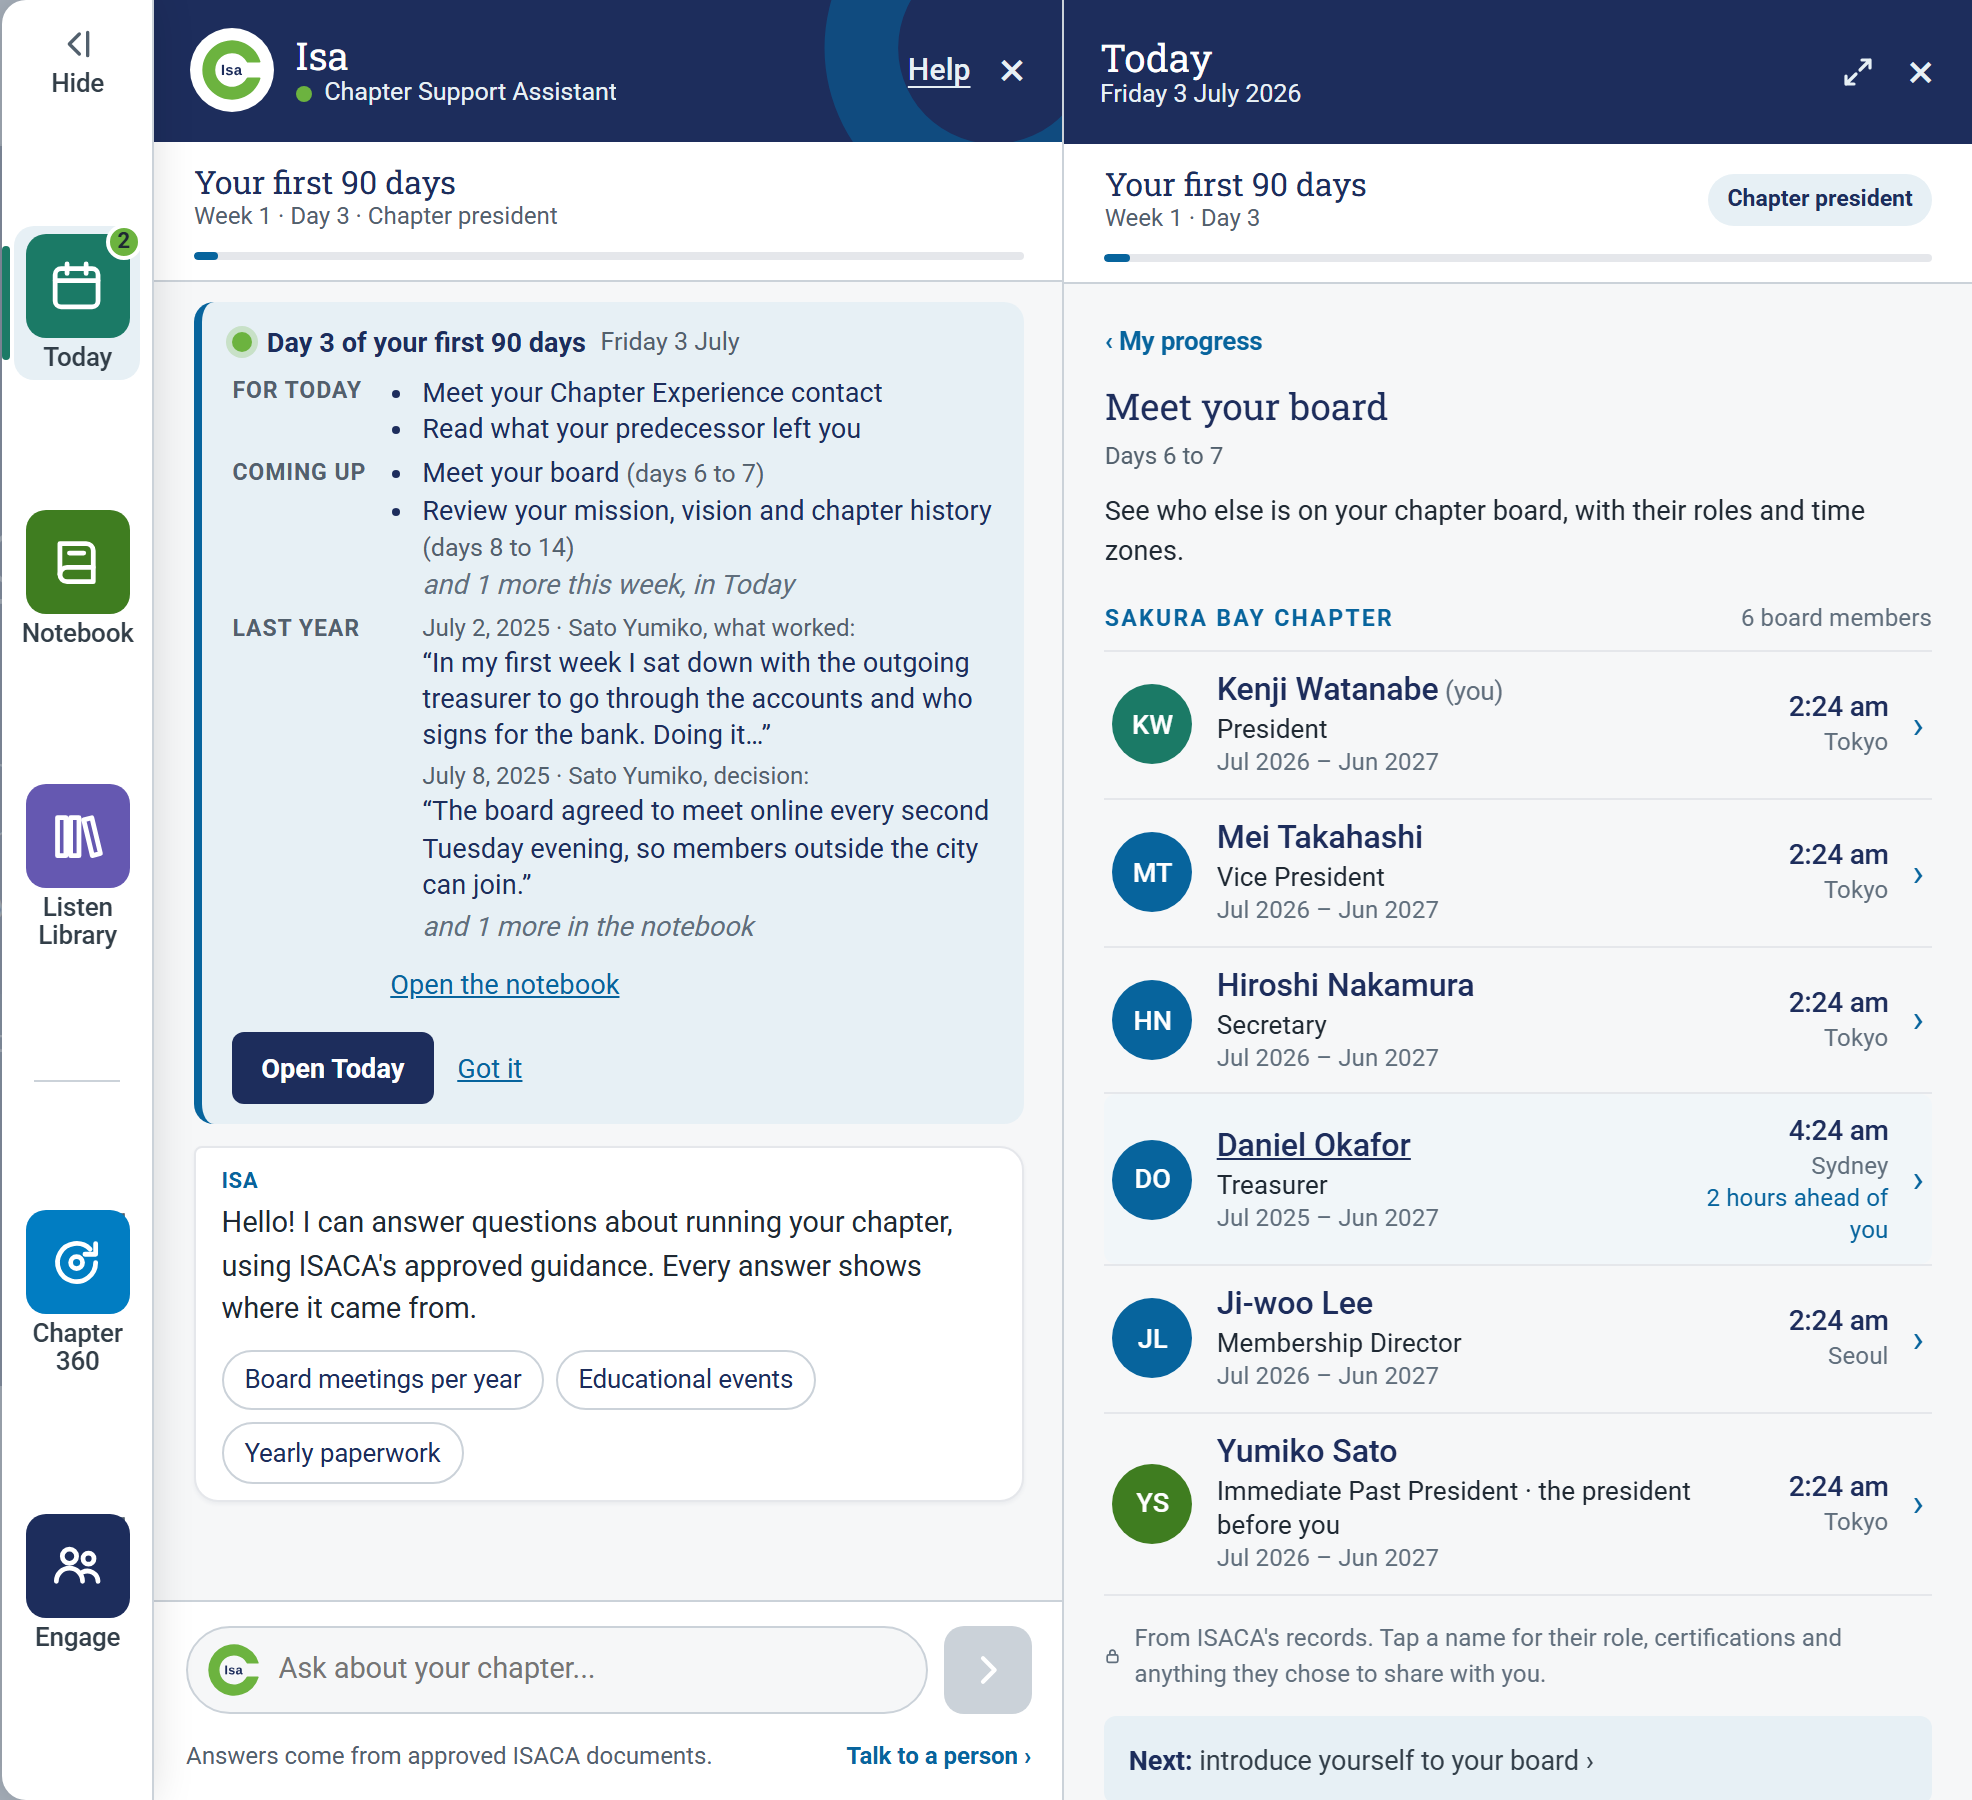 Hide
2
Today
Notebook
Listen
Library
Chapter
360
Engage
Isa
Isa
Chapter Support Assistant
Help
Your first 90 days
Week 1 · Day 3 · Chapter president
Day 3 of your first 90 days Friday 3 July
FOR TODAY
• Meet your Chapter Experience contact
• Read what your predecessor left you
COMING UP
• Meet your board (days 6 to 7)
• Review your mission, vision and chapter history
(days 8 to 14)
and 1 more this week, in Today
LAST YEAR
July 2, 2025 · Sato Yumiko, what worked:
“In my first week I sat down with the outgoing
treasurer to go through the accounts and who
signs for the bank. Doing it…”
July 8, 2025 · Sato Yumiko, decision:
“The board agreed to meet online every second
Tuesday evening, so members outside the city
can join.”
and 1 more in the notebook
Open the notebook
Open Today
Got it
ISA
Hello! I can answer questions about running your chapter,
using ISACA's approved guidance. Every answer shows
where it came from.
Board meetings per year
Educational events
Yearly paperwork
Isa
Ask about your chapter...
Answers come from approved ISACA documents.
Talk to a person ›
Today
Friday 3 July 2026
Your first 90 days
Week 1 · Day 3
Chapter president
‹ My progress
Meet your board
Days 6 to 7
See who else is on your chapter board, with their roles and time
zones.
SAKURA BAY CHAPTER
6 board members
KW
Kenji Watanabe (you)
President
Jul 2026 – Jun 2027
2:24 am
Tokyo
›
MT
Mei Takahashi
Vice President
Jul 2026 – Jun 2027
2:24 am
Tokyo
›
HN
Hiroshi Nakamura
Secretary
Jul 2026 – Jun 2027
2:24 am
Tokyo
›
DO
Daniel Okafor
Treasurer
Jul 2025 – Jun 2027
4:24 am
Sydney
2 hours ahead of
you
›
JL
Ji-woo Lee
Membership Director
Jul 2026 – Jun 2027
2:24 am
Seoul
›
YS
Yumiko Sato
Immediate Past President · the president
before you
Jul 2026 – Jun 2027
2:24 am
Tokyo
›
From ISACA's records. Tap a name for their role, certifications and
anything they chose to share with you.
Next: introduce yourself to your board ›